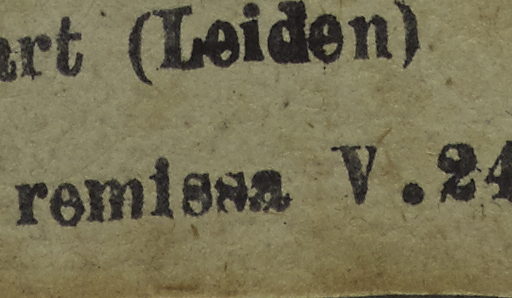 art (Leiden)
remissa V.24